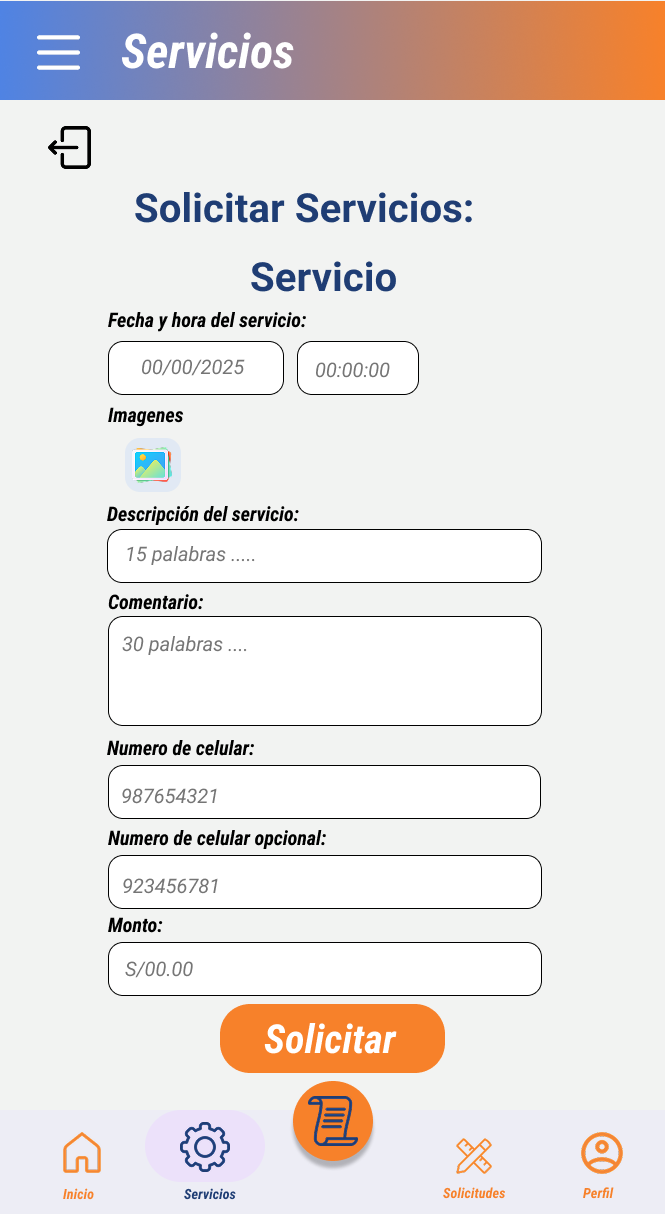 Servicios
Solicitar Servicios:
Servicio
Fecha y hora del servicio:
00/00/2025 00:00:00
Imagenes
Descripción del servicio:
15 palabras .....
Comentario:
30 palabras ....
Numero de celular:
987654321
Numero de celular opcional:
923456781
Monto:
S/00.00
Solicitar
Inicio Servicios Solicitudes Perfil